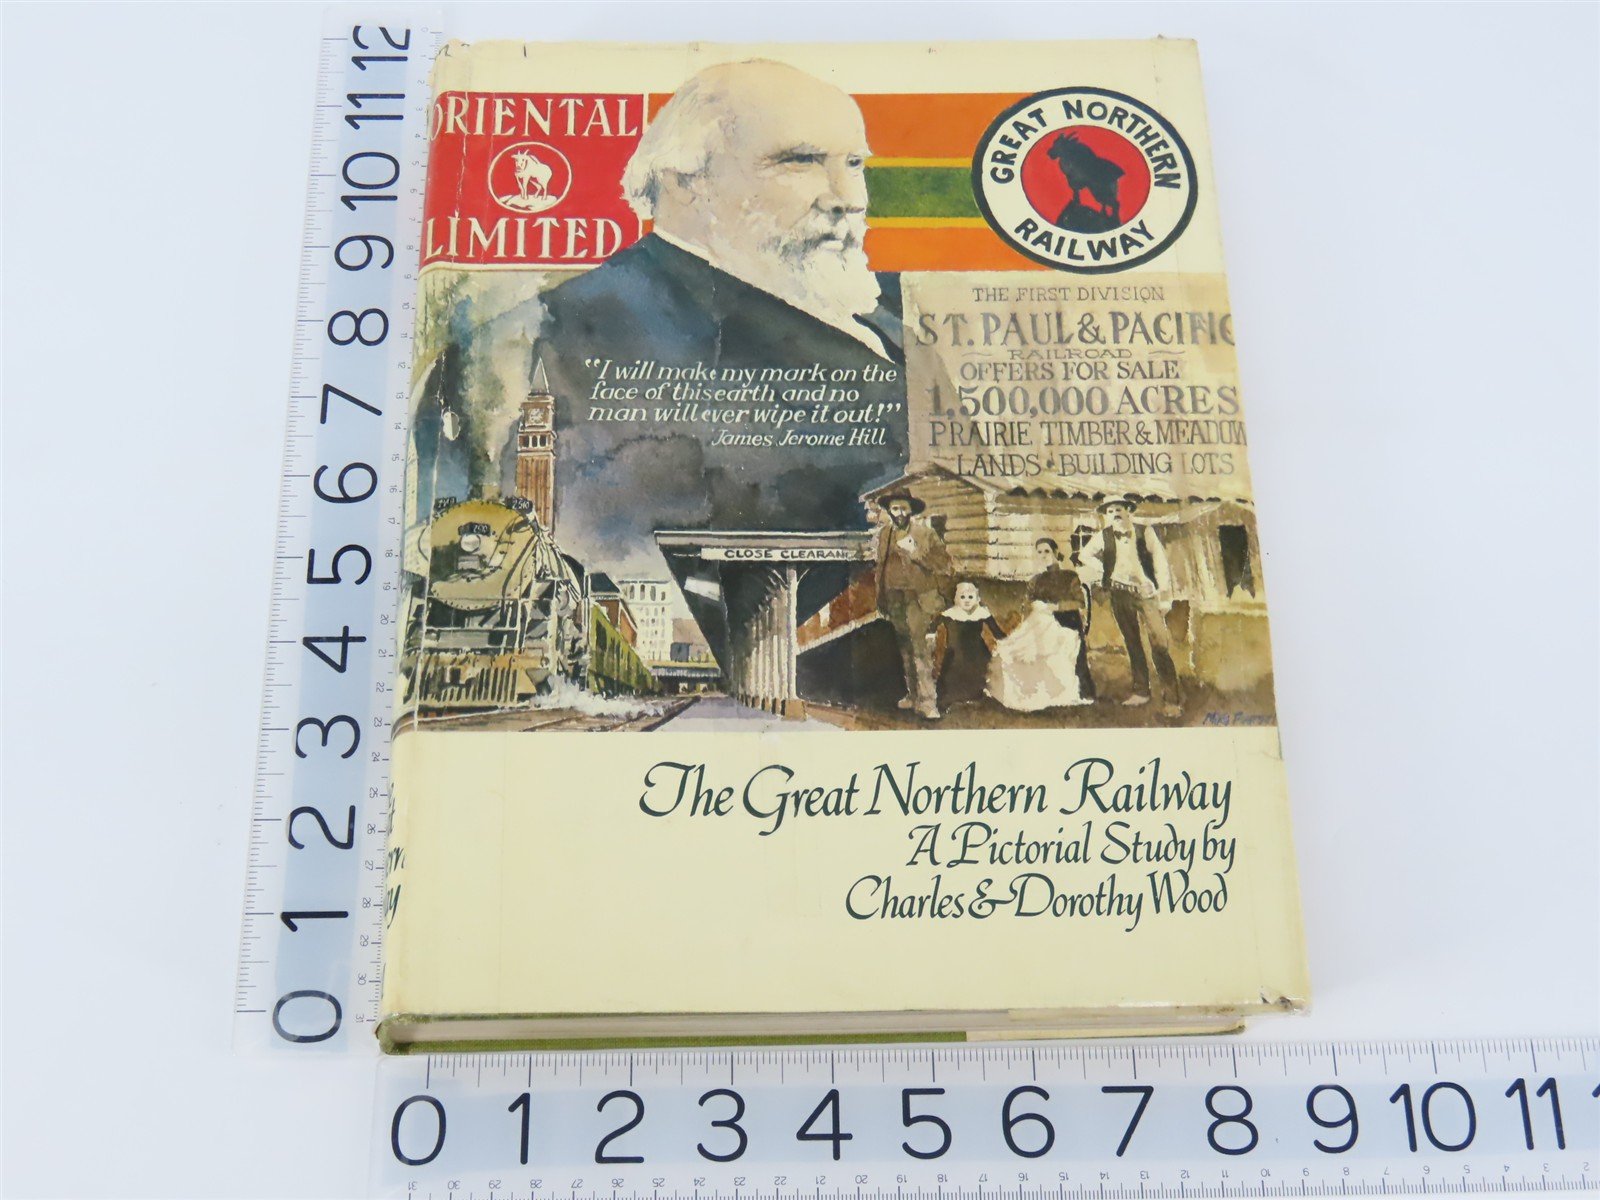 ORIENTAL
LIMITED
GREAT NORTHERN
RAILWAY
THE FIRST DIVISION
ST. PAUL & PACIFIC
RAILROAD
OFFERS FOR SALE
1,500,000 ACRES
PRAIRIE TIMBER & MEADOW
LANDS BUILDING LOTS
"I will make my mark on the
face of this earth and no
man will ever wipe it out!"
James Jerome Hill
CLOSE CLEARAN
The Great Northern Railway
A Pictorial Study by
Charles & Dorothy Wood
0 1 2 3 4 5 6 7 8 9 10 11 12
0 1 2 3 4 5 6 7 8 9 10 11